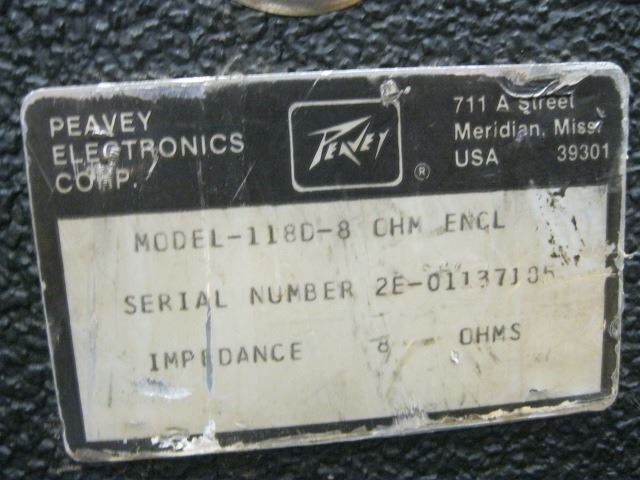 PEAVEY
ELECTRONICS
CORP.
PEAVEY
®
711 A Street
Meridian, Miss.
USA 39301
MODEL-118D-8 OHM ENCL
SERIAL NUMBER 2E-01137105
IMPEDANCE 8 OHMS